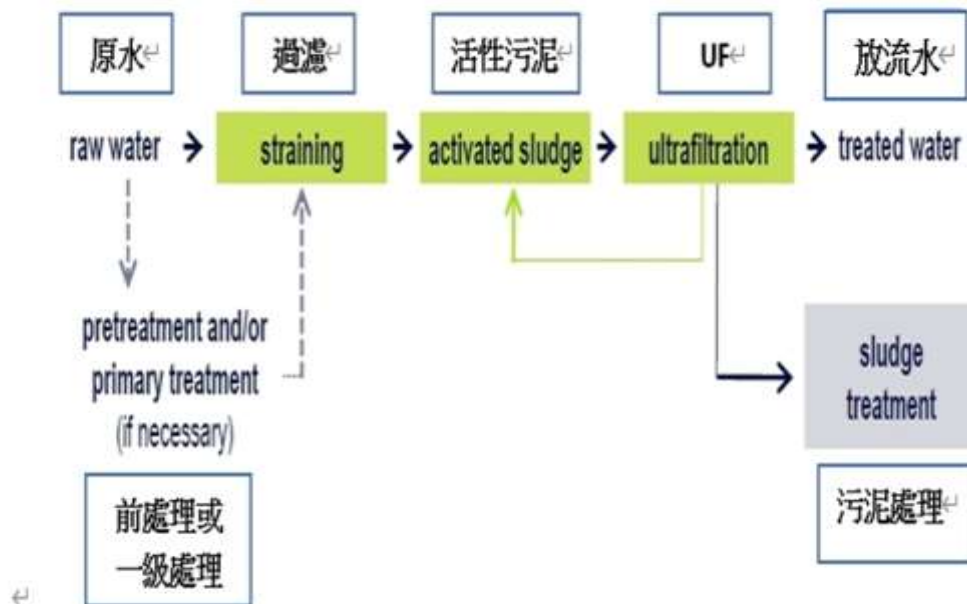 原水
過濾
活性污泥
UF
放流水
raw water
straining
activated sludge
ultrafiltration
treated water
pretreatment and/or
primary treatment
(if necessary)
sludge
treatment
前處理或
一級處理
污泥處理